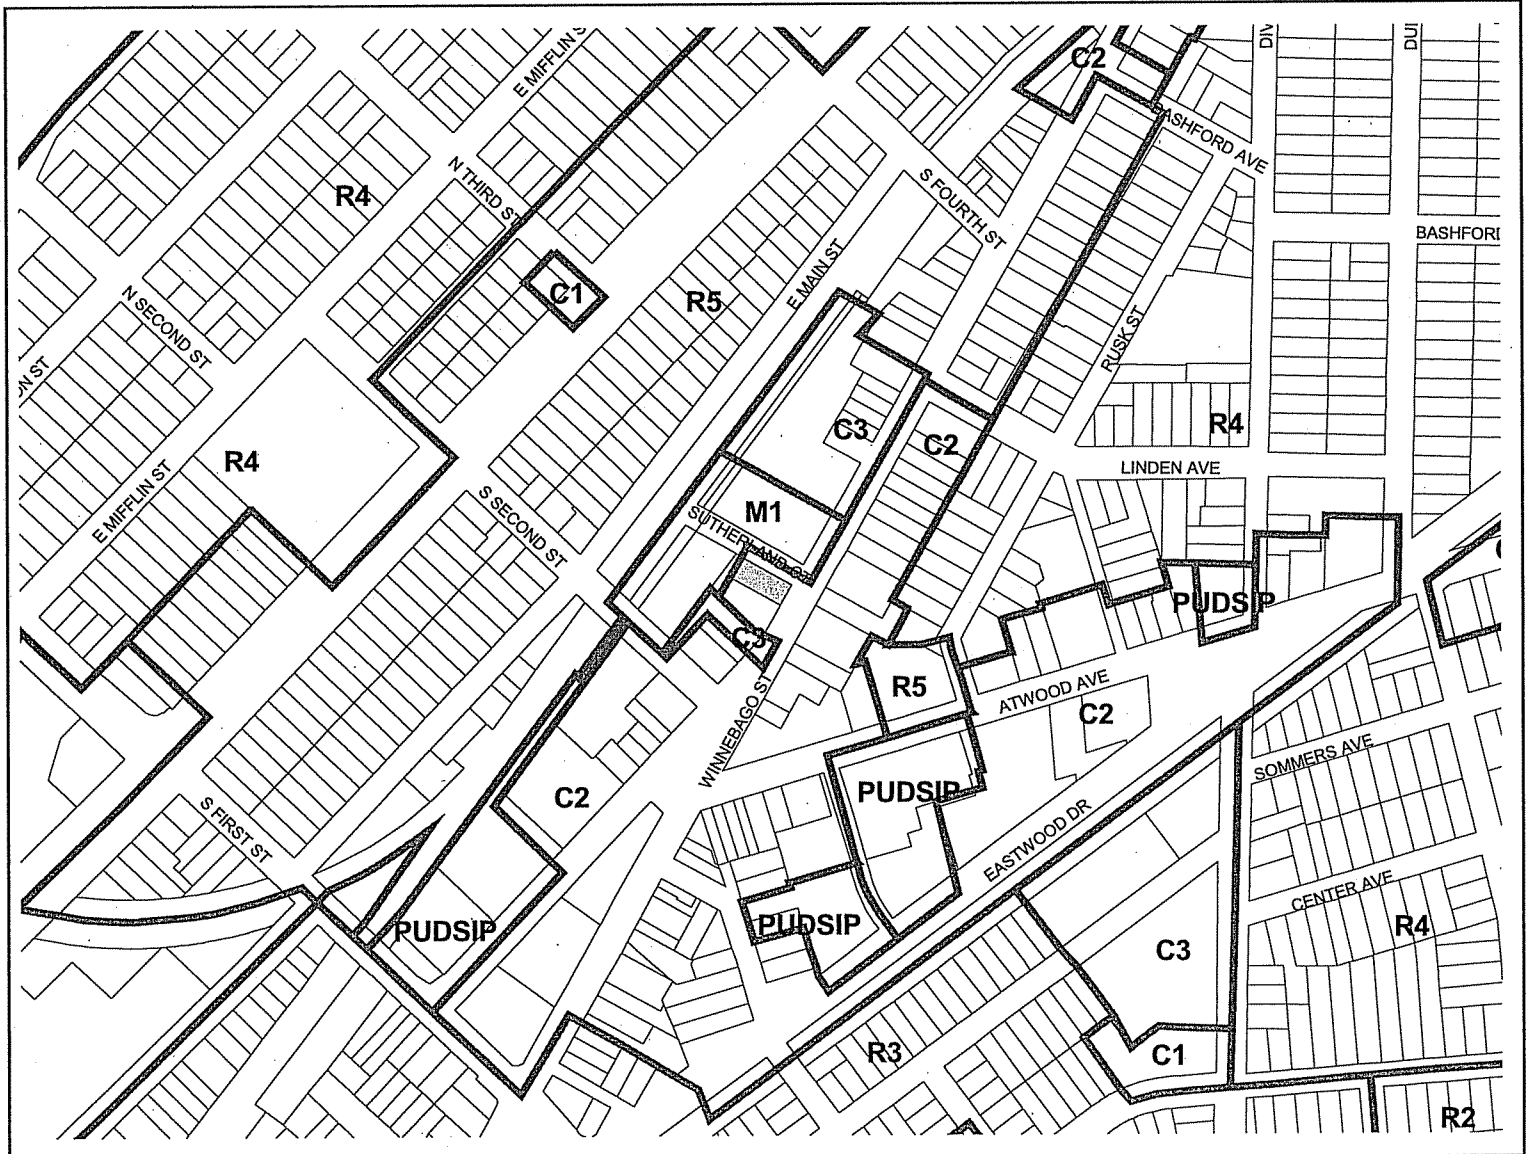 E MIFFLIN S
DIV
DU
C2
BASHFORD AVE
R4
N THIRD ST
S FOURTH ST
BASHFORD
E MAIN ST
C1
R5
N SECOND ST
RUSK ST
ON ST
C3
C2
R4
R4
LINDEN AVE
E MIFFLIN ST
S SECOND ST
M1
SUTHERLAND CT
PUDSIP
C3
R5
ATWOOD AVE
C2
WINNEBAGO ST
SOMMERS AVE
C2
PUDSIP
S FIRST ST
EASTWOOD DR
CENTER AVE
PUDSIP
PUDSIP
R4
C3
R3
C1
R2